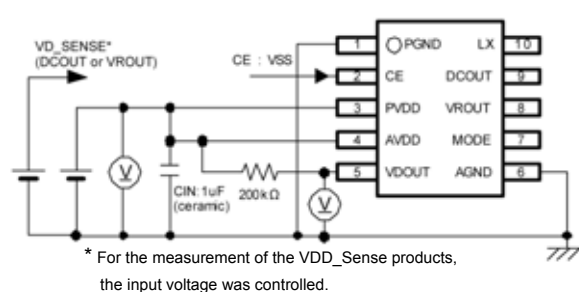 VD_SENSE*
(DCOUT or VROUT)
CE : VSS
1 PGND LX 10
2 CE DCOUT 9
3 PVDD VROUT 8
4 AVDD MODE 7
5 VDOUT AGND 6
V
CIN:1uF
(ceramic)
200kΩ
V
* For the measurement of the VDD_Sense products,
the input voltage was controlled.